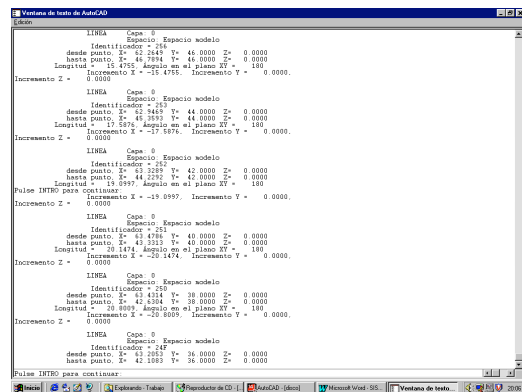 Ventana de texto de AutoCAD
Edición
LINEA Capa: 0
Espacio: Espacio modelo
Identificador = 256
desde punto, X= 62.2649 Y= 46.0000 Z= 0.0000
hasta punto, X= 46.7894 Y= 46.0000 Z= 0.0000
Longitud = 15.4755, Ángulo en el plano XY = 180
Incremento X = -15.4755, Incremento Y = 0.0000,
Incremento Z = 0.0000
LINEA Capa: 0
Espacio: Espacio modelo
Identificador = 253
desde punto, X= 62.9469 Y= 44.0000 Z= 0.0000
hasta punto, X= 45.3593 Y= 44.0000 Z= 0.0000
Longitud = 17.5876, Ángulo en el plano XY = 180
Incremento X = -17.5876, Incremento Y = 0.0000,
Incremento Z = 0.0000
LINEA Capa: 0
Espacio: Espacio modelo
Identificador = 252
desde punto, X= 63.3289 Y= 42.0000 Z= 0.0000
hasta punto, X= 44.2292 Y= 42.0000 Z= 0.0000
Longitud = 19.0997, Ángulo en el plano XY = 180
Pulse INTRO para continuar:
Incremento X = -19.0997, Incremento Y = 0.0000,
Incremento Z = 0.0000
LINEA Capa: 0
Espacio: Espacio modelo
Identificador = 251
desde punto, X= 63.4786 Y= 40.0000 Z= 0.0000
hasta punto, X= 43.3313 Y= 40.0000 Z= 0.0000
Longitud = 20.1474, Ángulo en el plano XY = 180
Incremento X = -20.1474, Incremento Y = 0.0000,
Incremento Z = 0.0000
LINEA Capa: 0
Espacio: Espacio modelo
Identificador = 250
desde punto, X= 63.4314 Y= 38.0000 Z= 0.0000
hasta punto, X= 42.6304 Y= 38.0000 Z= 0.0000
Longitud = 20.8009, Ángulo en el plano XY = 180
Incremento X = -20.8009, Incremento Y = 0.0000,
Incremento Z = 0.0000
LINEA Capa: 0
Espacio: Espacio modelo
Identificador = 24F
desde punto, X= 63.2053 Y= 36.0000 Z= 0.0000
hasta punto, X= 42.1083 Y= 36.0000 Z= 0.0000
Pulse INTRO para continuar:
Inicio Explorando - Trabajo Reproductor de CD - [... AutoCAD - [disco] Microsoft Word - SIS... Ventana de texto... 20:06